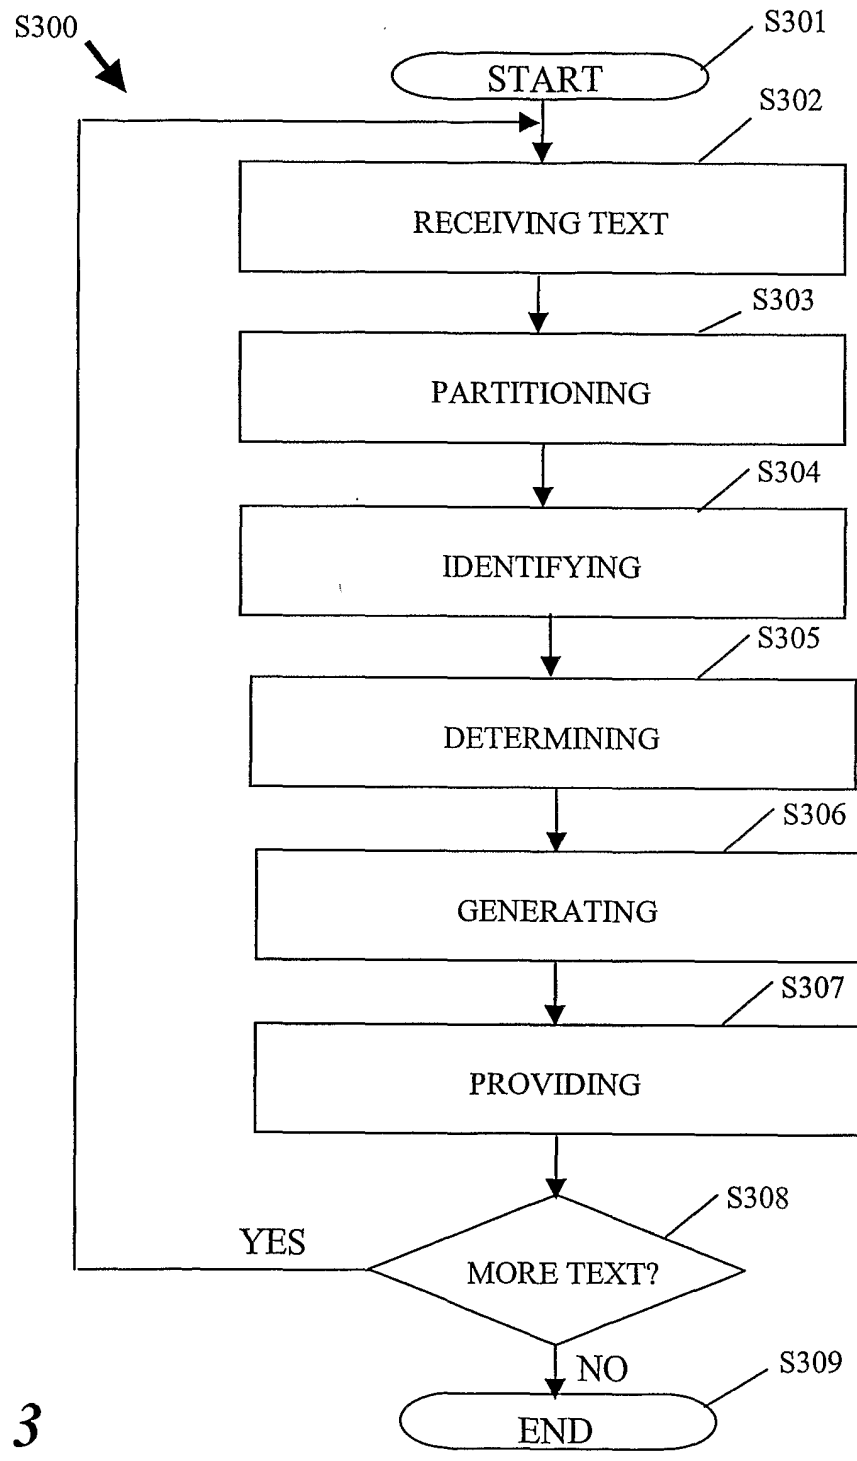 S300
S301
START
S302
RECEIVING TEXT
S303
PARTITIONING
S304
IDENTIFYING
S305
DETERMINING
S306
GENERATING
S307
PROVIDING
S308
YES
MORE TEXT?
NO
S309
END
3